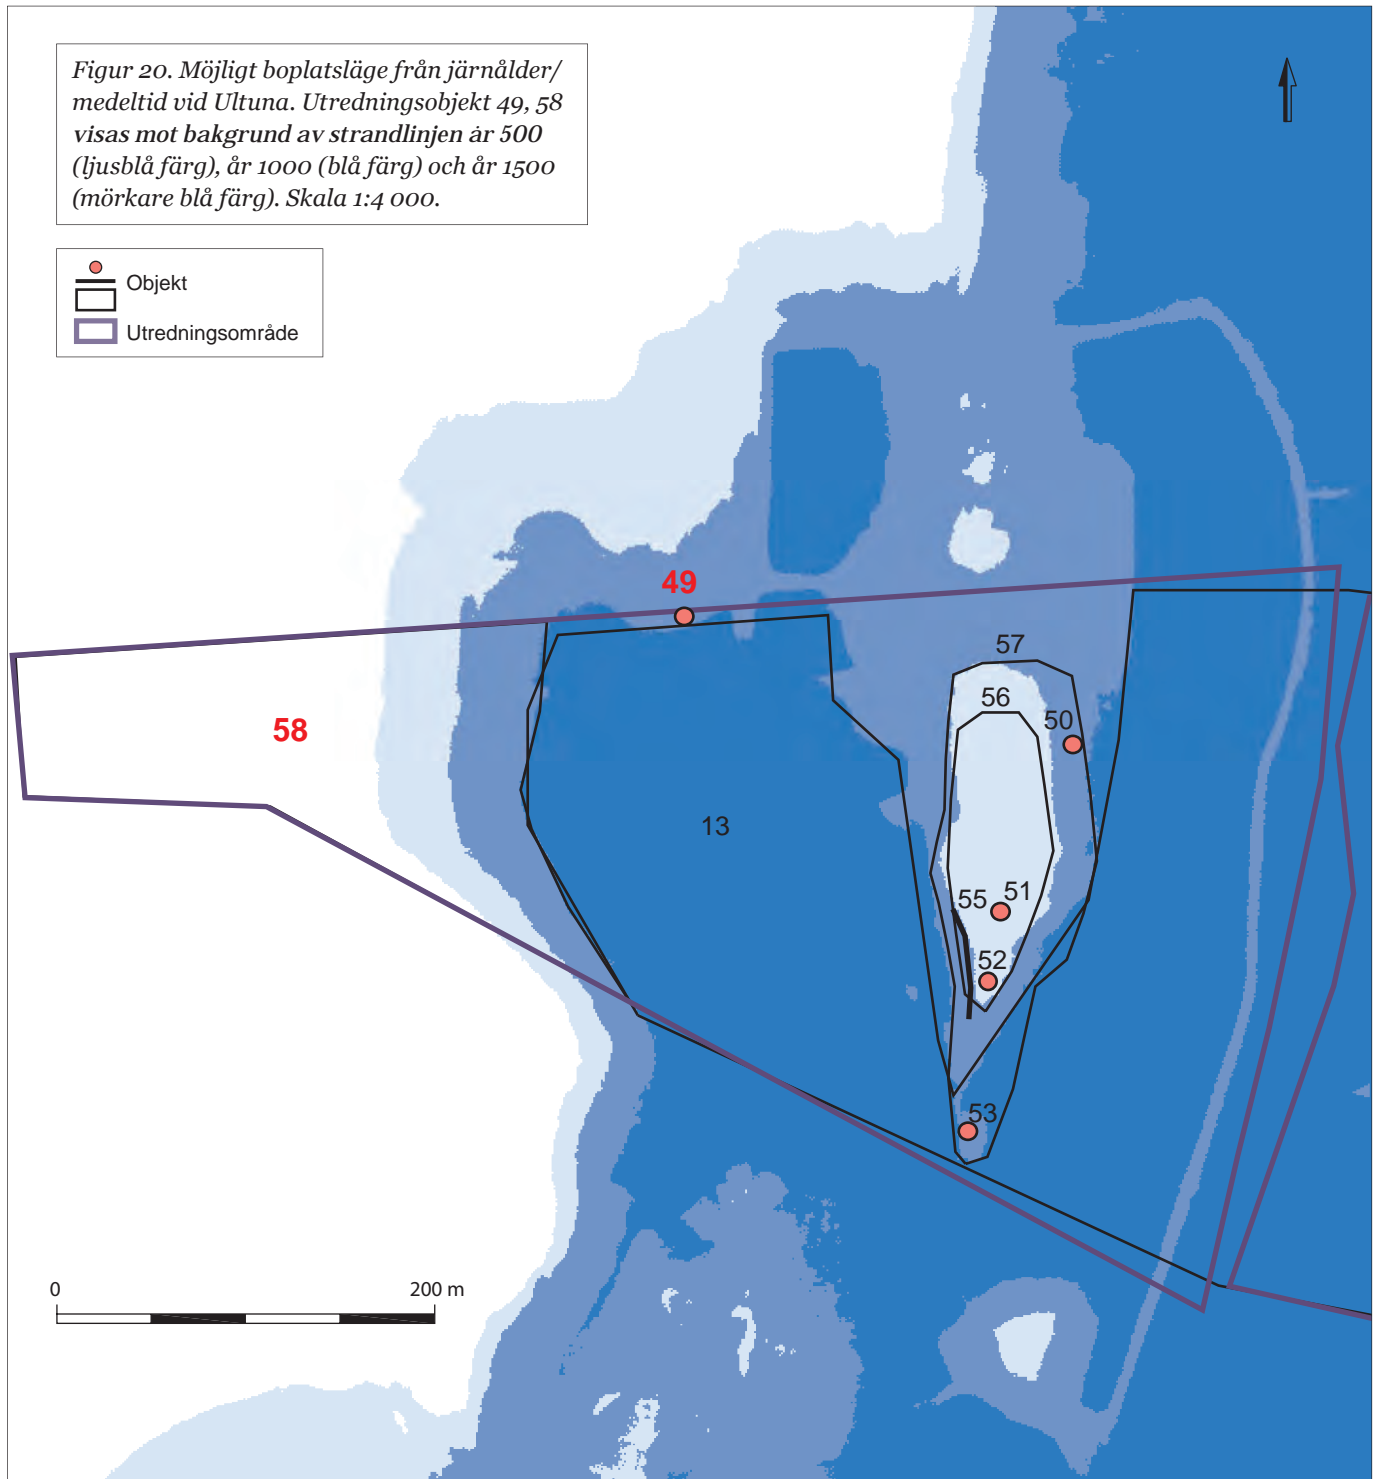 Figur 20. Möjligt boplatsläge från järnålder/
medeltid vid Ultuna. Utredningsobjekt 49, 58
visas mot bakgrund av strandlinjen år 500
(ljusblå färg), år 1000 (blå färg) och år 1500
(mörkare blå färg). Skala 1:4 000.
Objekt
Utredningsområde
49
57
56
50
58
13
55
51
52
53
0
200 m